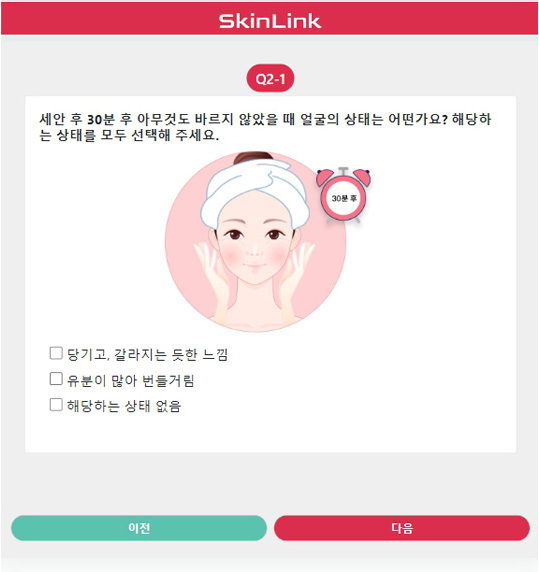 SkinLink
Q2-1
세안 후 30분 후 아무것도 바르지 않았을 때 얼굴의 상태는 어떤가요? 해당하
는 상태를 모두 선택해 주세요.
30분 후
당기고, 갈라지는 듯한 느낌
유분이 많아 번들거림
해당하는 상태 없음
이전
다음